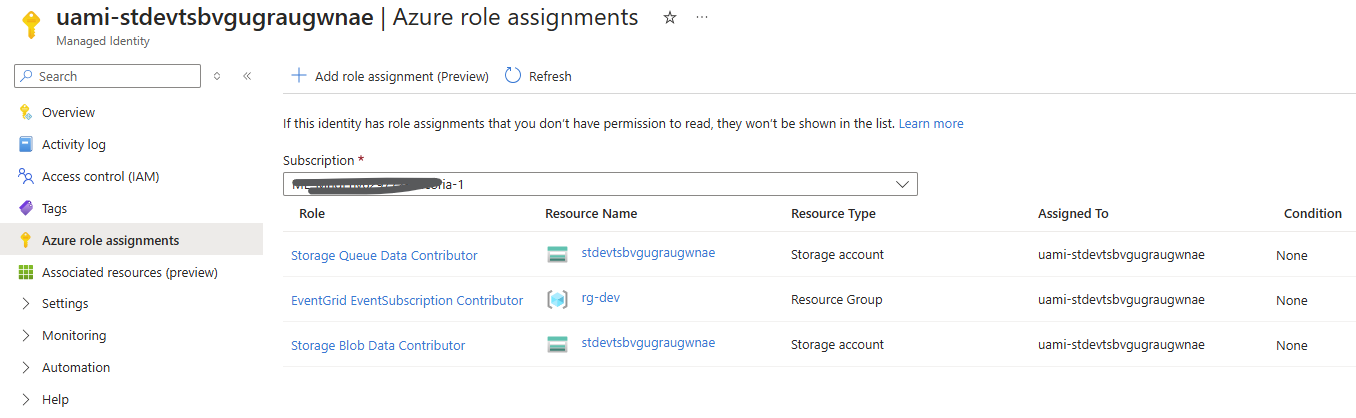 uami-stdevtsbvgugraugwnae | Azure role assignments
Managed Identity
Search
Add role assignment (Preview) Refresh
Overview
Activity log
Access control (IAM)
Tags
Azure role assignments
Associated resources (preview)
Settings
Monitoring
Automation
Help
If this identity has role assignments that you don't have permission to read, they won't be shown in the list. Learn more
Subscription *
Role Resource Name Resource Type Assigned To Condition
Storage Queue Data Contributor stdevtsbvgugraugwnae Storage account uami-stdevtsbvgugraugwnae None
EventGrid EventSubscription Contributor rg-dev Resource Group uami-stdevtsbvgugraugwnae None
Storage Blob Data Contributor stdevtsbvgugraugwnae Storage account uami-stdevtsbvgugraugwnae None